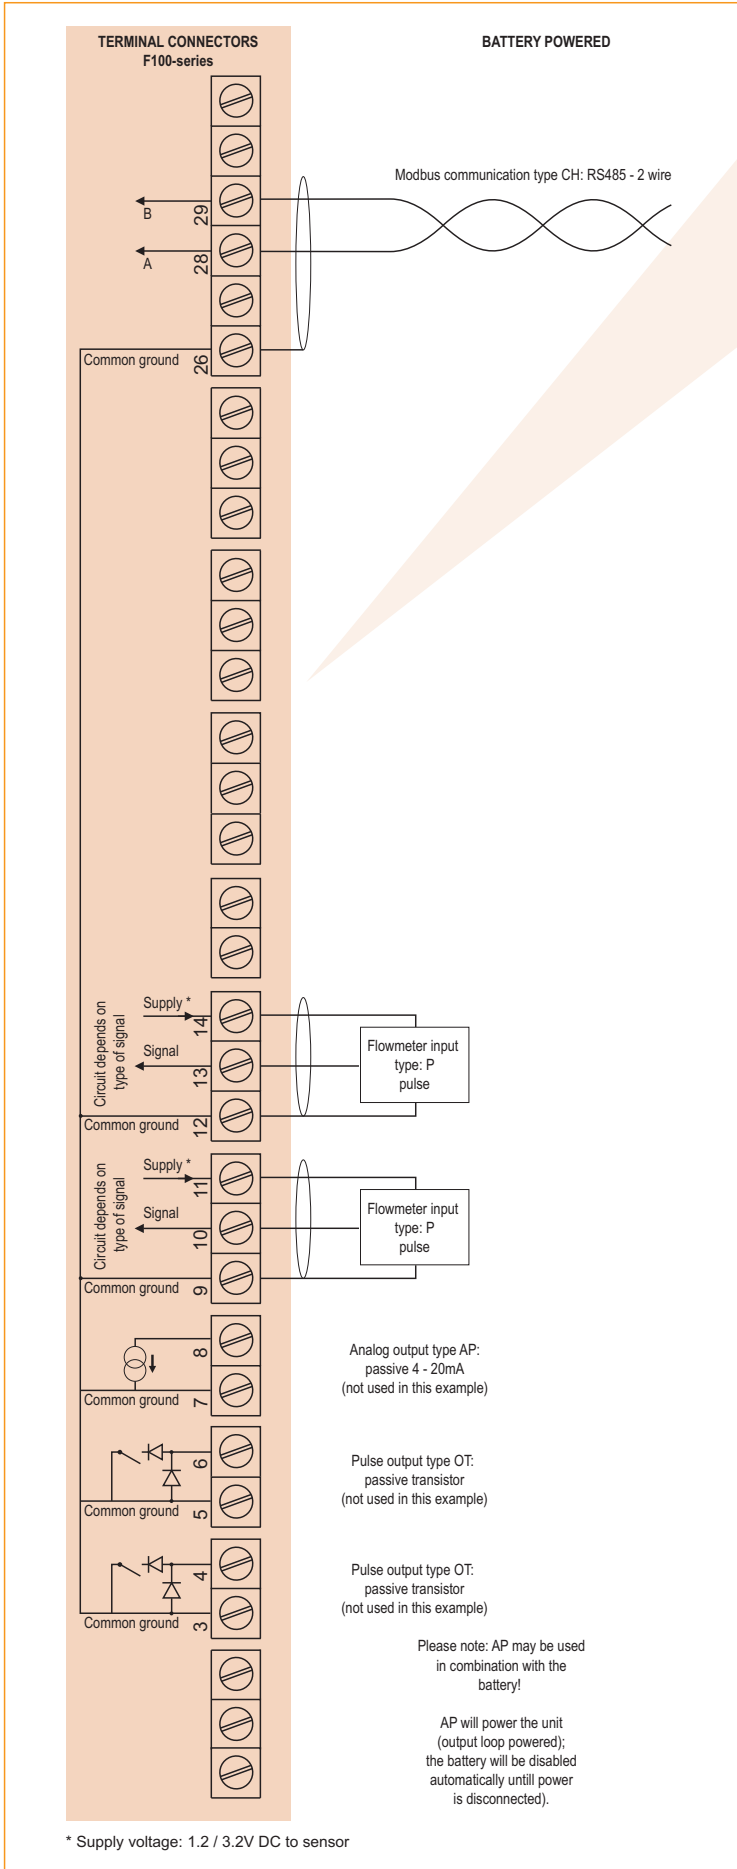 TERMINAL CONNECTORS
F100-series
BATTERY POWERED
Modbus communication type CH: RS485 - 2 wire
B
29
A
28
Common ground
26
Circuit depends on
type of signal
Supply *
14
Signal
13
Common ground
12
Flowmeter input
type: P
pulse
Circuit depends on
type of signal
Supply *
11
Signal
10
Common ground
9
Flowmeter input
type: P
pulse
8
Common ground
7
Analog output type AP:
passive 4 - 20mA
(not used in this example)
6
Common ground
5
Pulse output type OT:
passive transistor
(not used in this example)
4
Common ground
3
Pulse output type OT:
passive transistor
(not used in this example)
Please note: AP may be used
in combination with the
battery!
AP will power the unit
(output loop powered);
the battery will be disabled
automatically untill power
is disconnected).
* Supply voltage: 1.2 / 3.2V DC to sensor